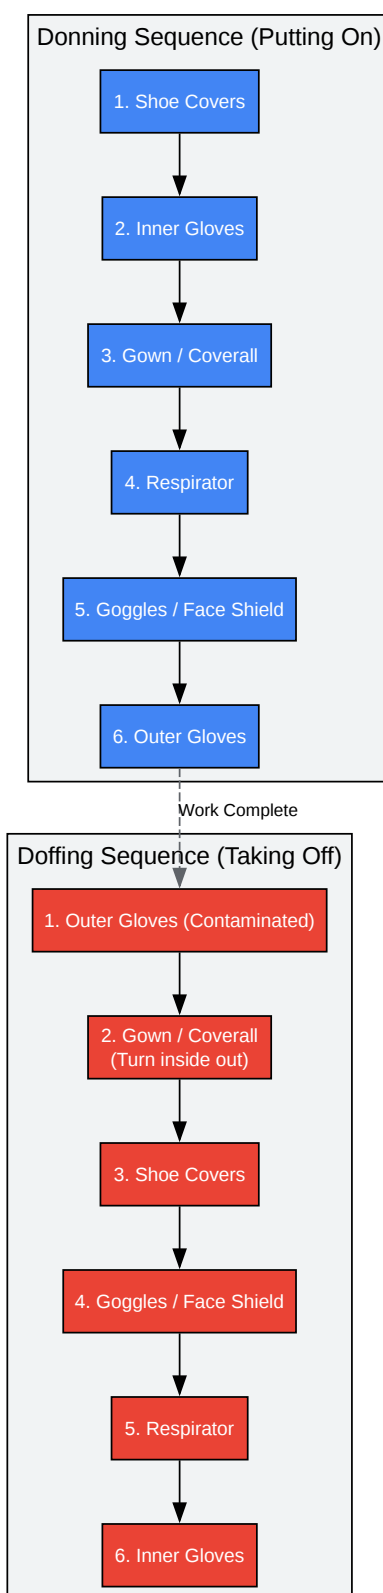 Donning Sequence (Putting On)
1. Shoe Covers
2. Inner Gloves
3. Gown / Coverall
4. Respirator
5. Goggles / Face Shield
6. Outer Gloves
Work Complete
Doffing Sequence (Taking Off)
1. Outer Gloves (Contaminated)
2. Gown / Coverall
(Turn inside out)
3. Shoe Covers
4. Goggles / Face Shield
5. Respirator
6. Inner Gloves